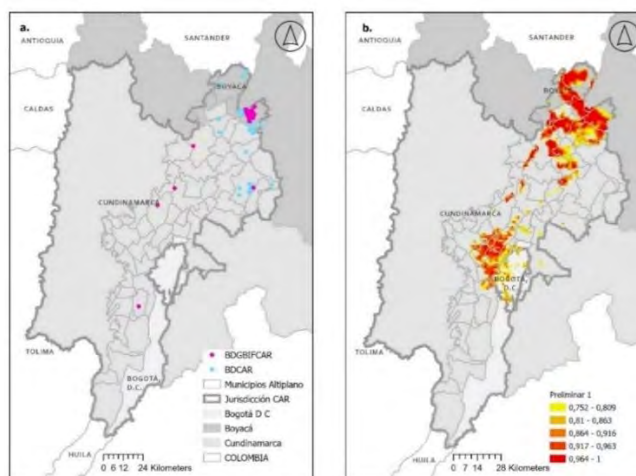 a.
ANTIOQUIA
SANTANDER
BOYACÁ
CALDAS
CUNDINAMARCA
TOLIMA
BOGOTÁ,
D.C.
HUILA
BDGBIFCAR
BDCAR
Municipios Altiplano
Jurisdicción CAR
Bogotá D C
Boyacá
Cundinamarca
COLOMBIA
0 6 12 24 Kilometers
b.
ANTIOQUIA
SANTANDER
CALDAS
CUNDINAMARCA
BOGOTÁ,
D.C.
TOLIMA
BOGOTÁ,
D.C.
HUILA
Preliminar 1
0,752 - 0,809
0,81 - 0,863
0,864 - 0,916
0,917 - 0,963
0,964 - 1
0 7 14 28 Kilometers